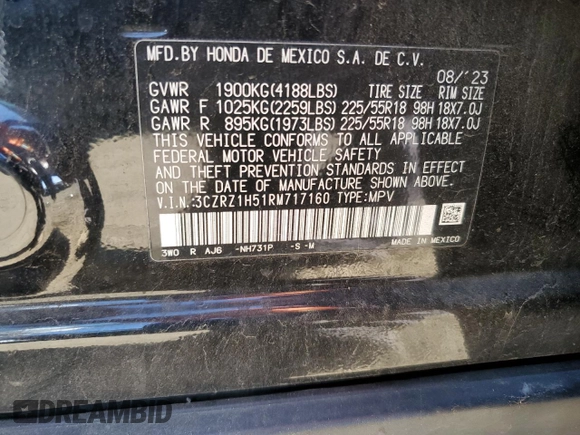 MFD.BY HONDA DE MEXICO S.A. DE C.V.
08/'23
GVWR 1900KG(4188LBS) TIRE SIZE RIM SIZE
GAWR F 1025KG(2259LBS) 225/55R18 98H 18X7.0J
GAWR R 895KG(1973LBS) 225/55R18 98H 18X7.0J
THIS VEHICLE CONFORMS TO ALL APPLICABLE
FEDERAL MOTOR VEHICLE SAFETY
AND THEFT PREVENTION STANDARDS IN EFFECT
ON THE DATE OF MANUFACTURE SHOWN ABOVE.
V.I.N.:3CZRZ1H51RM717160 TYPE:MPV
3W0 R AJ6 -NH731P -S-M MADE IN MEXICO
DREAMBID